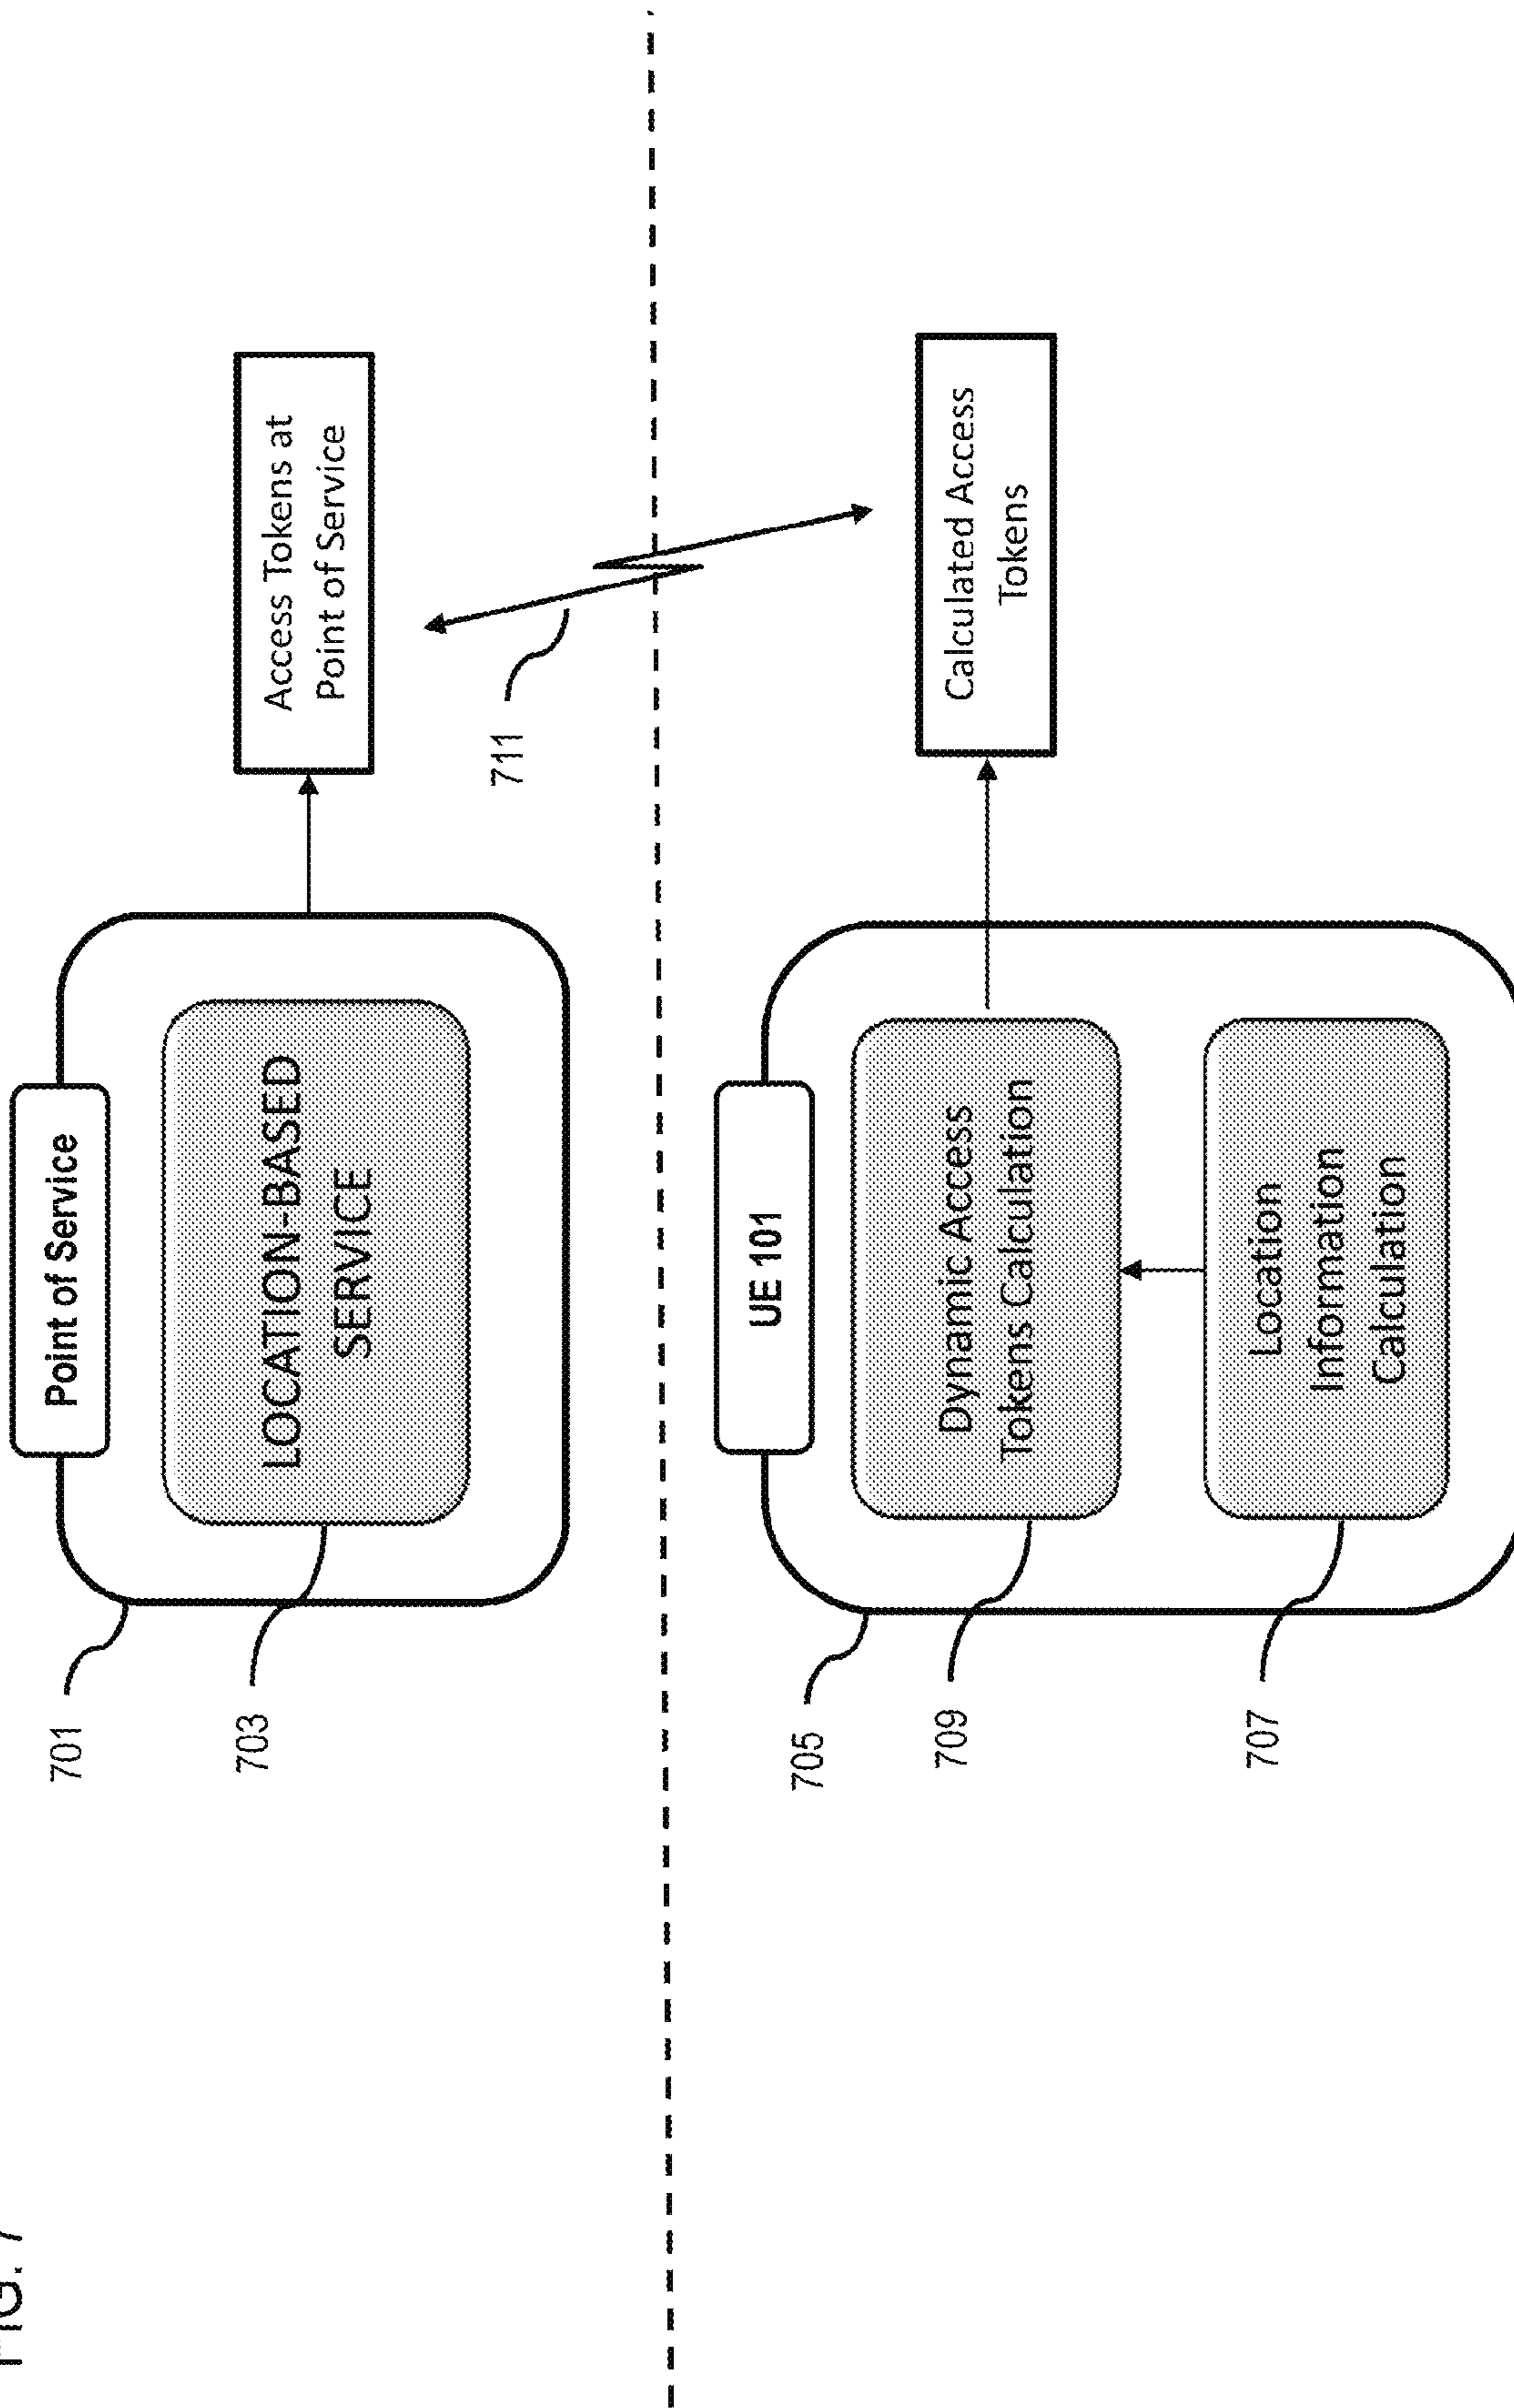 FIG. 7
701
Point of Service
703
LOCATION-BASED
SERVICE
Access Tokens at
Point of Service
711
705
UE 101
709
Dynamic Access
Tokens Calculation
Calculated Access
Tokens
707
Location
Information
Calculation